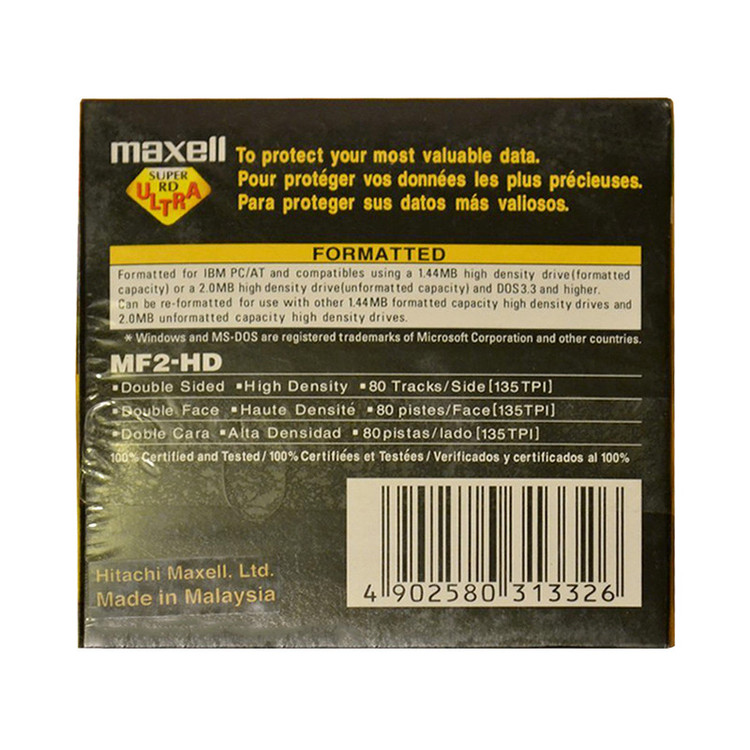 maxell
SUPER
RD
ULTRA
To protect your most valuable data.
Pour protéger vos données les plus précieuses.
Para proteger sus datos más valiosos.
FORMATTED
Formatted for IBM PC/AT and compatibles using a 1.44MB high density drive(formatted
capacity) or a 2.0MB high density drive(unformatted capacity) and DOS3.3 and higher.
Can be re-formatted for use with other 1.44MB formatted capacity high density drives and
2.0MB unformatted capacity high density drives.
* Windows and MS-DOS are registered trademarks of Microsoft Corporation and other countries.
MF2-HD
▪Double Sided ▪High Density ▪80 Tracks/Side[135TPI]
▪Double Face ▪Haute Densité ▪80 pistes/Face[135TPI]
▪Doble Cara ▪Alta Densidad ▪80pistas/lado[135TPI]
100% Certified and Tested/100% Certifiées et Testées/Verificados y certificados al 100%
Hitachi Maxell. Ltd.
Made in Malaysia
4 902580 313326